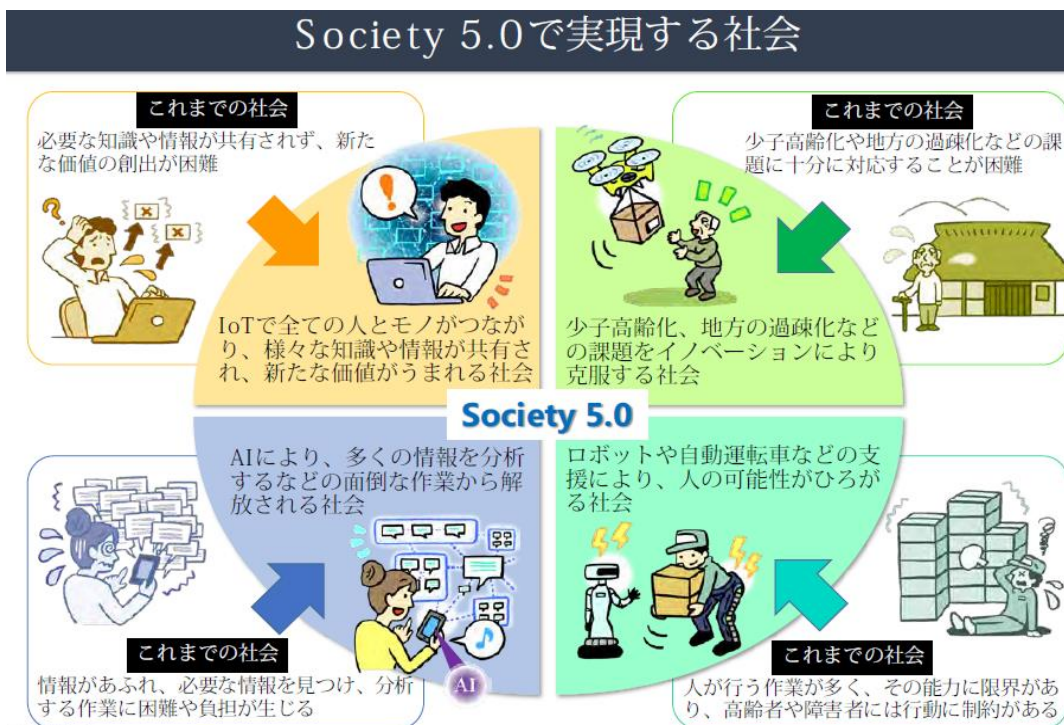 Society 5.0で実現する社会
これまでの社会
必要な知識や情報が共有されず、新た
な価値の創出が困難
IoTで全ての人とモノがつなが
り、様々な知識や情報が共有さ
れ、新たな価値がうまれる社会
これまでの社会
少子高齢化や地方の過疎化などの課
題に十分に対応することが困難
少子高齢化、地方の過疎化など
の課題をイノベーションにより
克服する社会
Society 5.0
AIにより、多くの情報を分析
するなどの面倒な作業から解
放される社会
AI
これまでの社会
情報があふれ、必要な情報を見つけ、分析
する作業に困難や負担が生じる
ロボットや自動運転車などの支
援により、人の可能性がひろが
る社会
これまでの社会
人が行う作業が多く、その能力に限界があ
り、高齢者や障害者には行動に制約がある